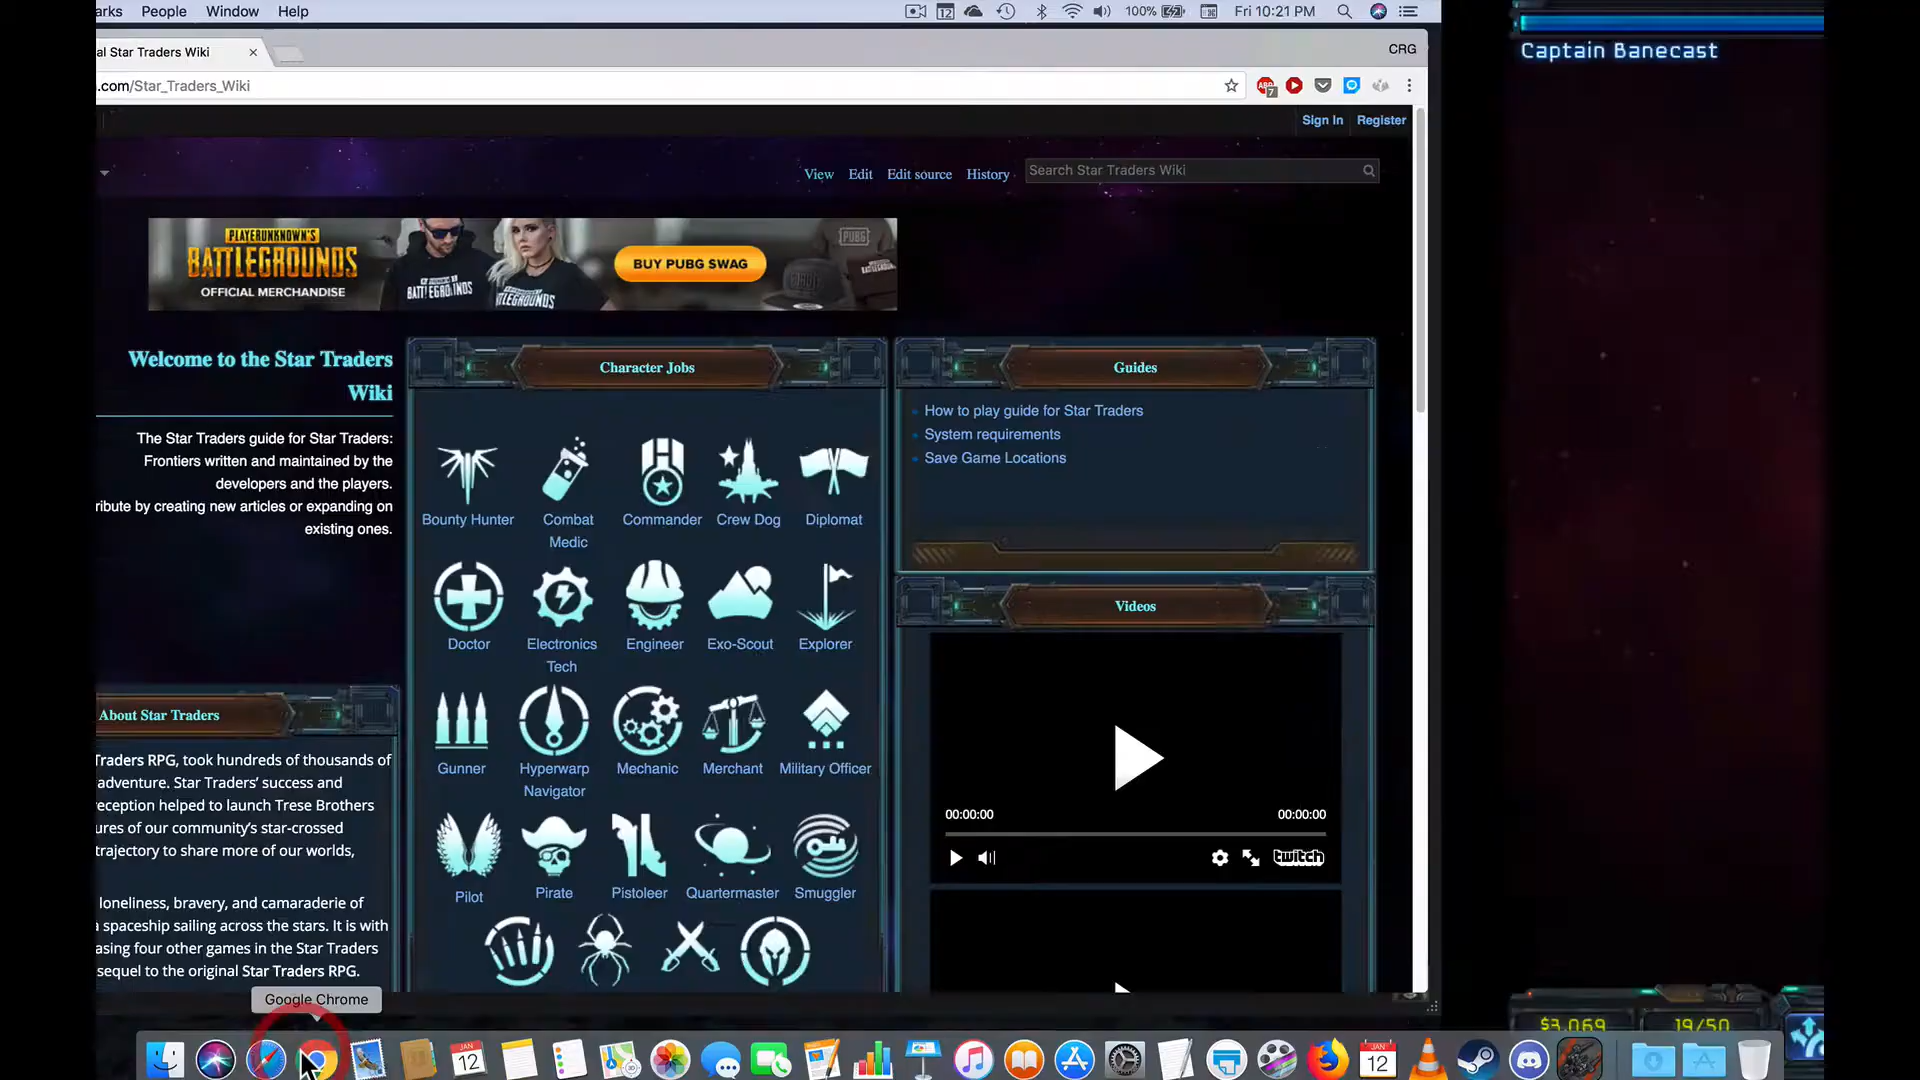 arks People Window Help
12 100% Fri 10:21 PM
al Star Traders Wiki × CRG
.com/Star_Traders_Wiki
ABP 7
Captain Banecast
Sign In Register
View Edit Edit source History Search Star Traders Wiki
PLAYERUNKNOWN'S
BATTLEGROUNDS
OFFICIAL MERCHANDISE
BUY PUBG SWAG
PUBG
Welcome to the Star Traders
Wiki
The Star Traders guide for Star Traders:
Frontiers written and maintained by the
developers and the players.
ribute by creating new articles or expanding on
existing ones.
About Star Traders
Traders RPG, took hundreds of thousands of
adventure. Star Traders' success and
eception helped to launch Trese Brothers
ures of our community's star-crossed
trajectory to share more of our worlds,
loneliness, bravery, and camaraderie of
a spaceship sailing across the stars. It is with
asing four other games in the Star Traders
sequel to the original Star Traders RPG.
Character Jobs
Bounty Hunter
Combat Medic
Commander
Crew Dog
Diplomat
Doctor
Electronics Tech
Engineer
Exo-Scout
Explorer
Gunner
Hyperwarp Navigator
Mechanic
Merchant
Military Officer
Pilot
Pirate
Pistoleer
Quartermaster
Smuggler
Guides
How to play guide for Star Traders
System requirements
Save Game Locations
Videos
00:00:00 00:00:00
twitch
Google Chrome
$3,069 19/50
JAN 12
JAN 12